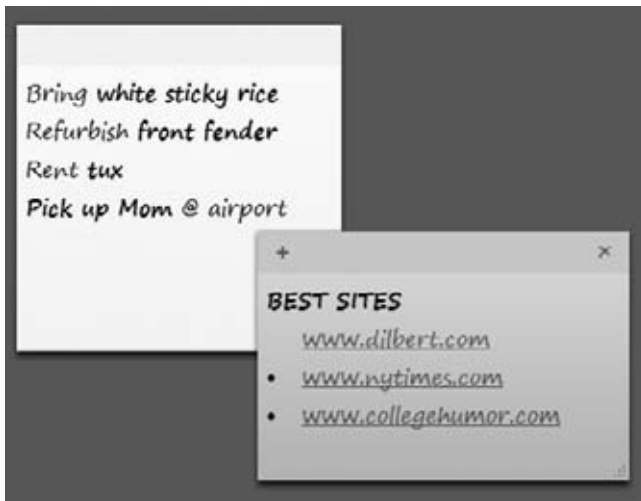 Bring white sticky rice
Refurbish front fender
Rent tux
Pick up Mom @ airport
+ ×
BEST SITES
www.dilbert.com
• www.nytimes.com
• www.collegehumor.com